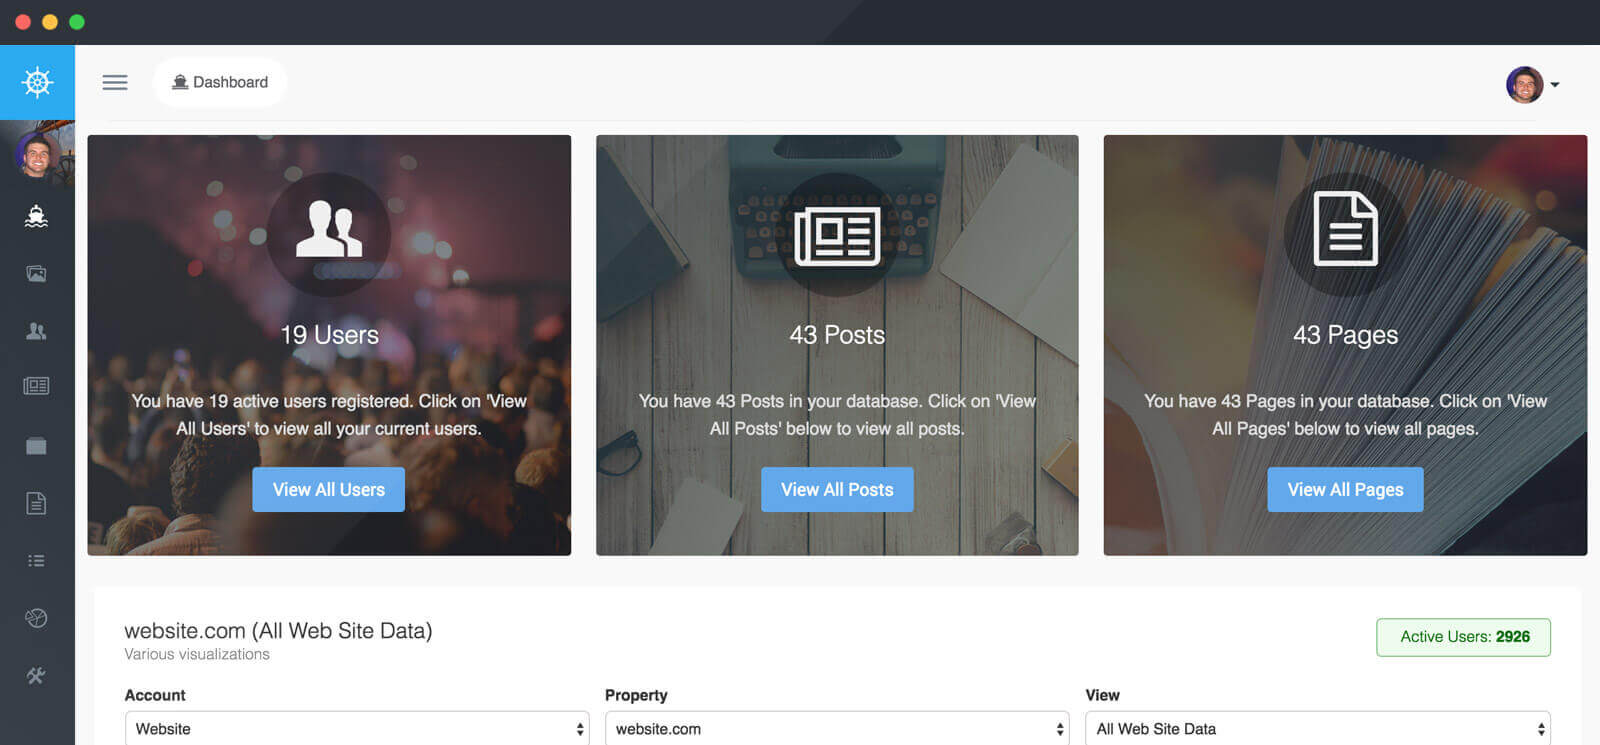 Dashboard
19 Users
You have 19 active users registered. Click on 'View
All Users' to view all your current users.
View All Users
43 Posts
You have 43 Posts in your database. Click on 'View
All Posts' below to view all posts.
View All Posts
43 Pages
You have 43 Pages in your database. Click on 'View
All Pages' below to view all pages.
View All Pages
website.com (All Web Site Data)
Various visualizations
Active Users: 2926
Account
Website
Property
website.com
View
All Web Site Data